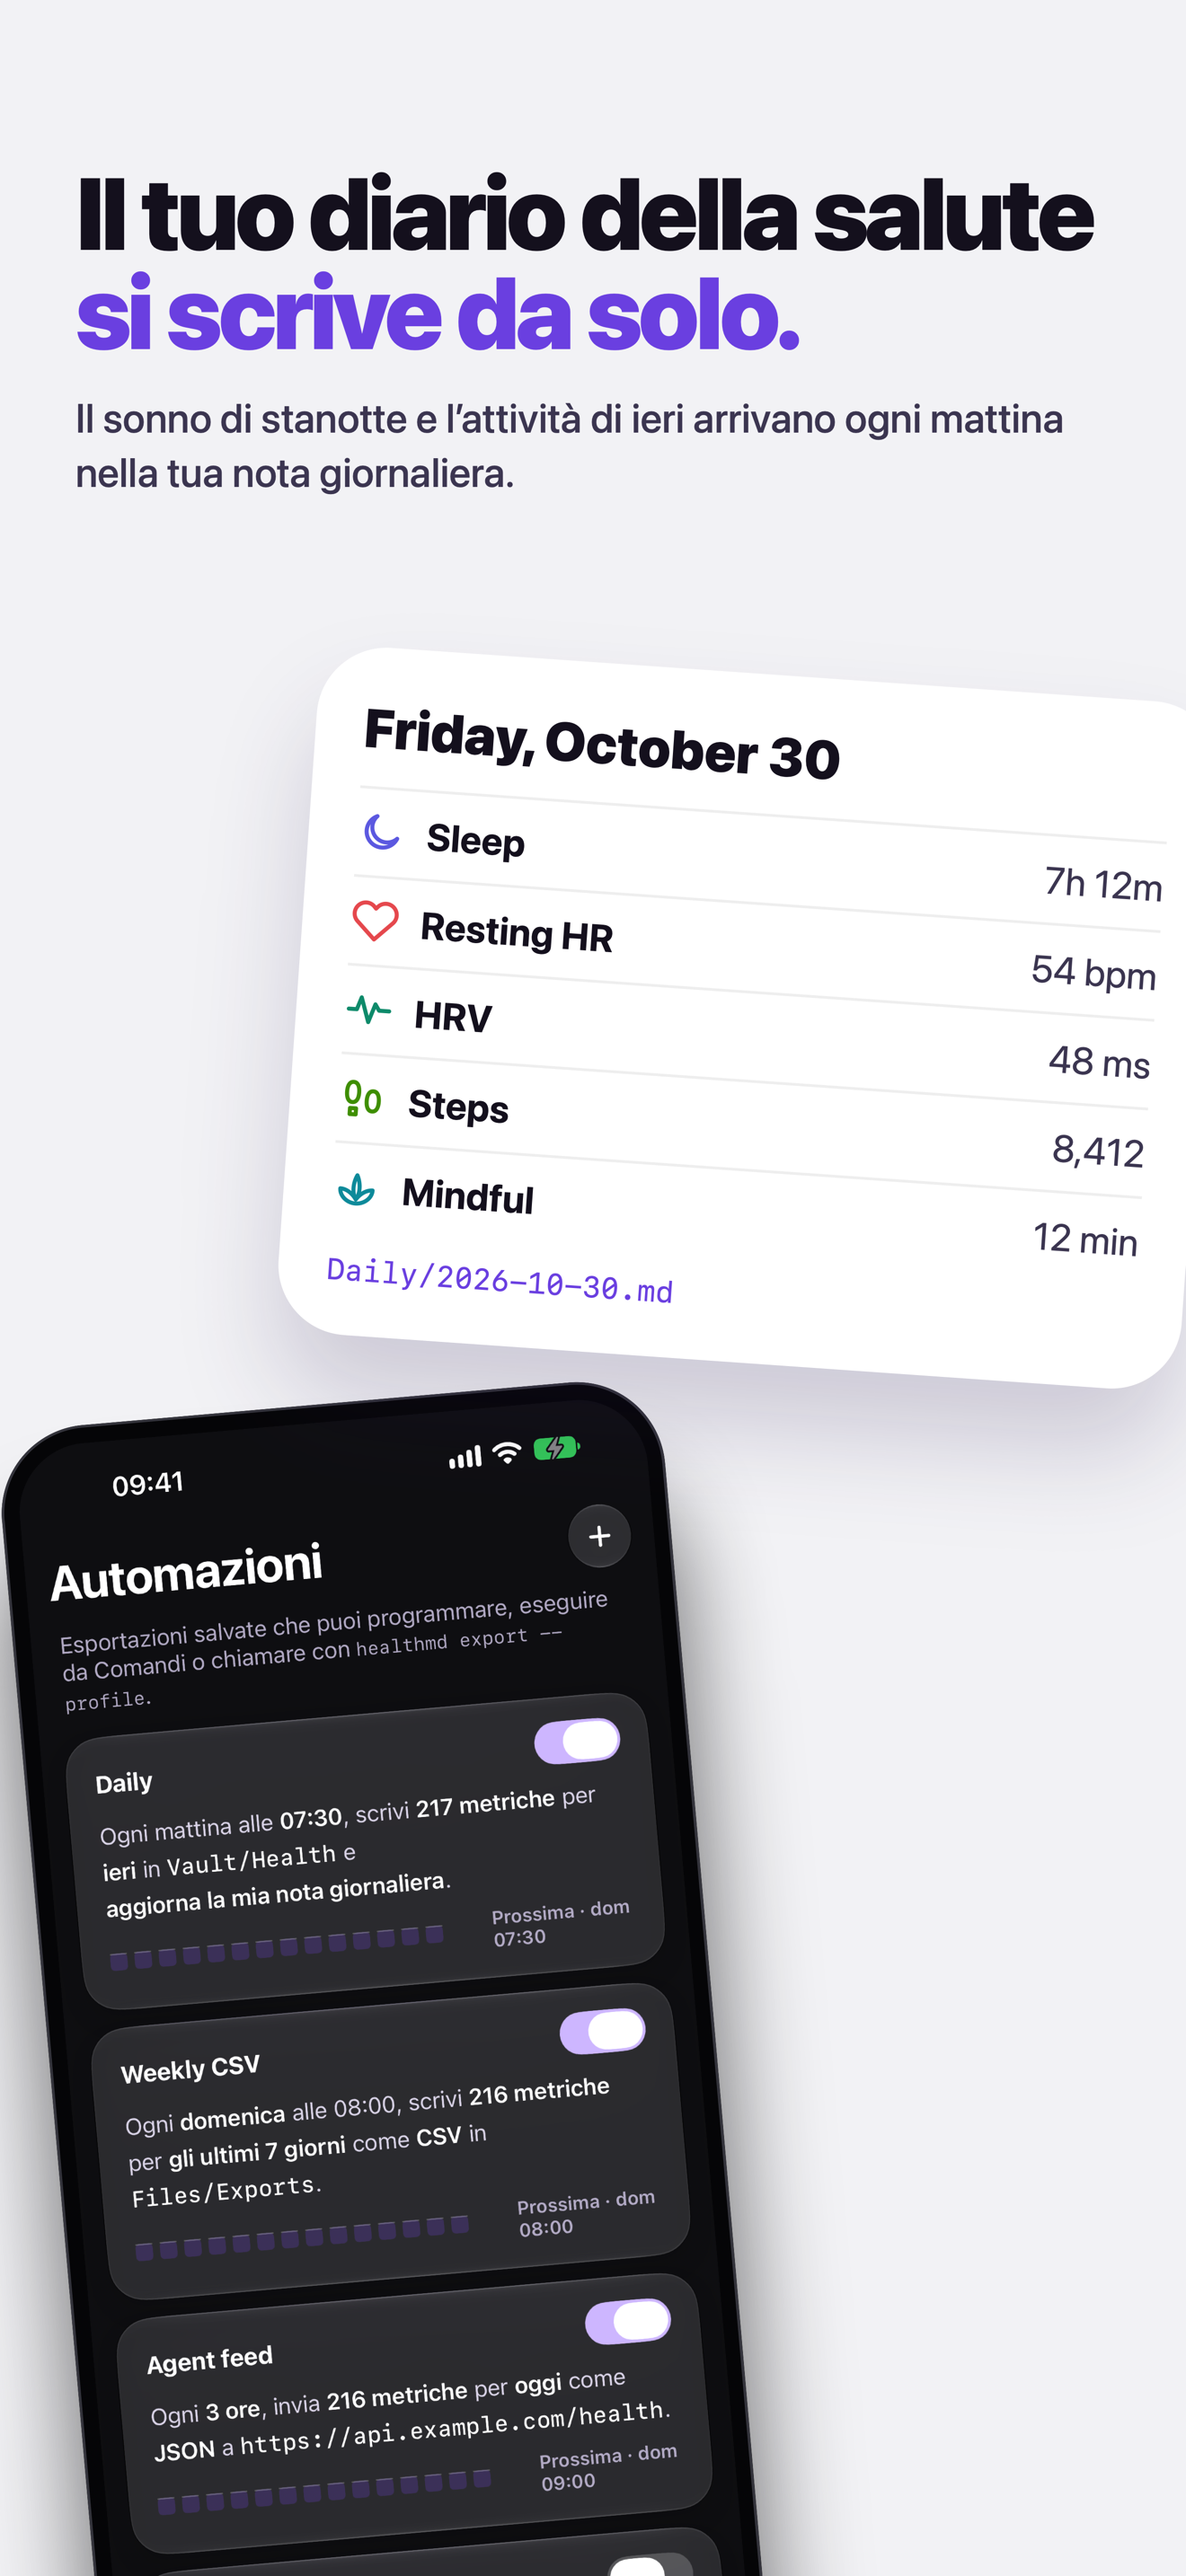 Il tuo diario della salute
si scrive da solo.
Il sonno di stanotte e l’attività di ieri arrivano ogni mattina
nella tua nota giornaliera.
Friday, October 30
Sleep 7h 12m
Resting HR 54 bpm
HRV 48 ms
Steps 8,412
Mindful 12 min
Daily/2026-10-30.md
09:41
Automazioni
Esportazioni salvate che puoi programmare, eseguire
da Comandi o chiamare con healthmd export --
profile.
Daily
Ogni mattina alle 07:30, scrivi 217 metriche per
ieri in Vault/Health e
aggiorna la mia nota giornaliera.
Prossima · dom
07:30
Weekly CSV
Ogni domenica alle 08:00, scrivi 216 metriche
per gli ultimi 7 giorni come CSV in
Files/Exports.
Prossima · dom
08:00
Agent feed
Ogni 3 ore, invia 216 metriche per oggi come
JSON a https://api.example.com/health.
Prossima · dom
09:00